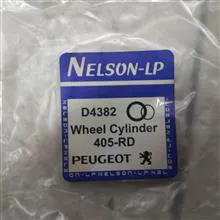 NELSON-LP
D4382
Wheel Cylinder
405-RD
PEUGEOT